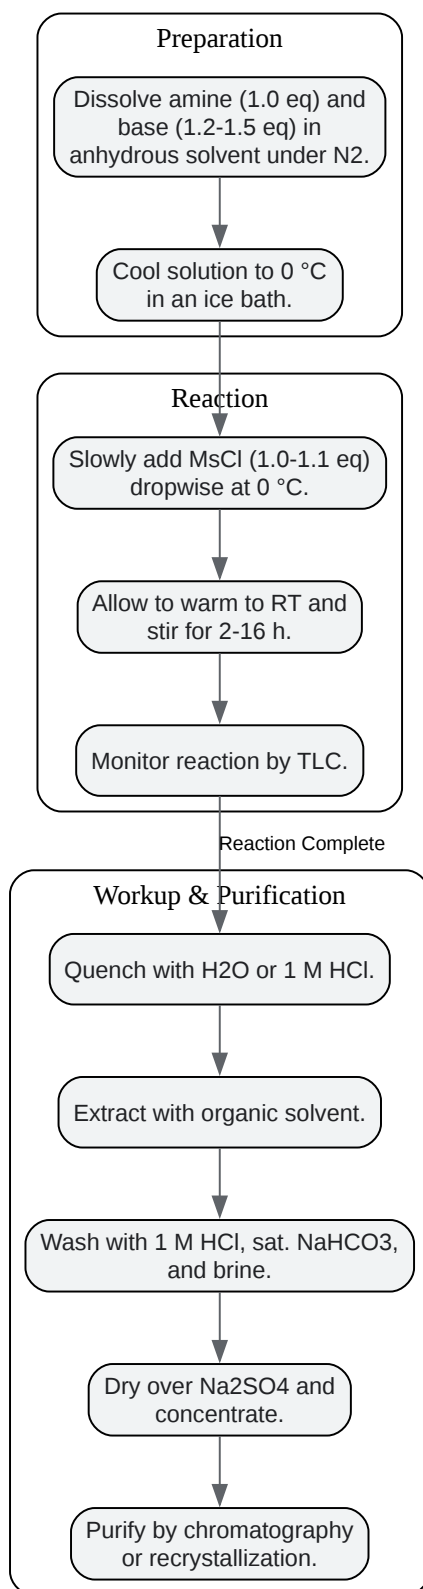 Preparation
Dissolve amine (1.0 eq) and
base (1.2-1.5 eq) in
anhydrous solvent under N2.
Cool solution to 0 °C
in an ice bath.
Reaction
Slowly add MsCl (1.0-1.1 eq)
dropwise at 0 °C.
Allow to warm to RT and
stir for 2-16 h.
Monitor reaction by TLC.
Reaction Complete
Workup & Purification
Quench with H2O or 1 M HCl.
Extract with organic solvent.
Wash with 1 M HCl, sat. NaHCO3,
and brine.
Dry over Na2SO4 and
concentrate.
Purify by chromatography
or recrystallization.